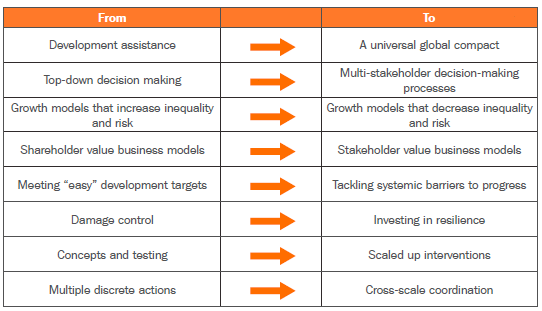 From To
Development assistance A universal global compact
Top-down decision making Multi-stakeholder decision-making
processes
Growth models that increase inequality
and risk
Growth models that decrease inequality
and risk
Shareholder value business models Stakeholder value business models
Meeting “easy” development targets Tackling systemic barriers to progress
Damage control Investing in resilience
Concepts and testing Scaled up interventions
Multiple discrete actions Cross-scale coordination